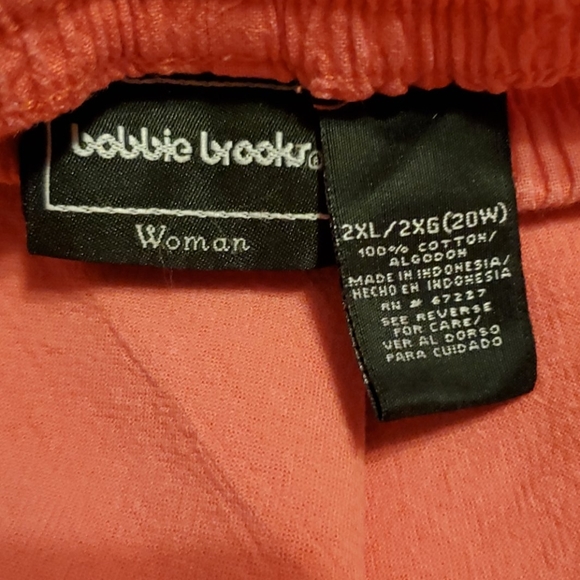 bobbie brooks®
Woman
2XL/2XG(20W)
100% COTTON/
ALGODON
MADE IN INDONESIA/
HECHO EN INDONESIA
RN # 67227
SEE REVERSE
FOR CARE/
VER AL DORSO
PARA CUIDADO